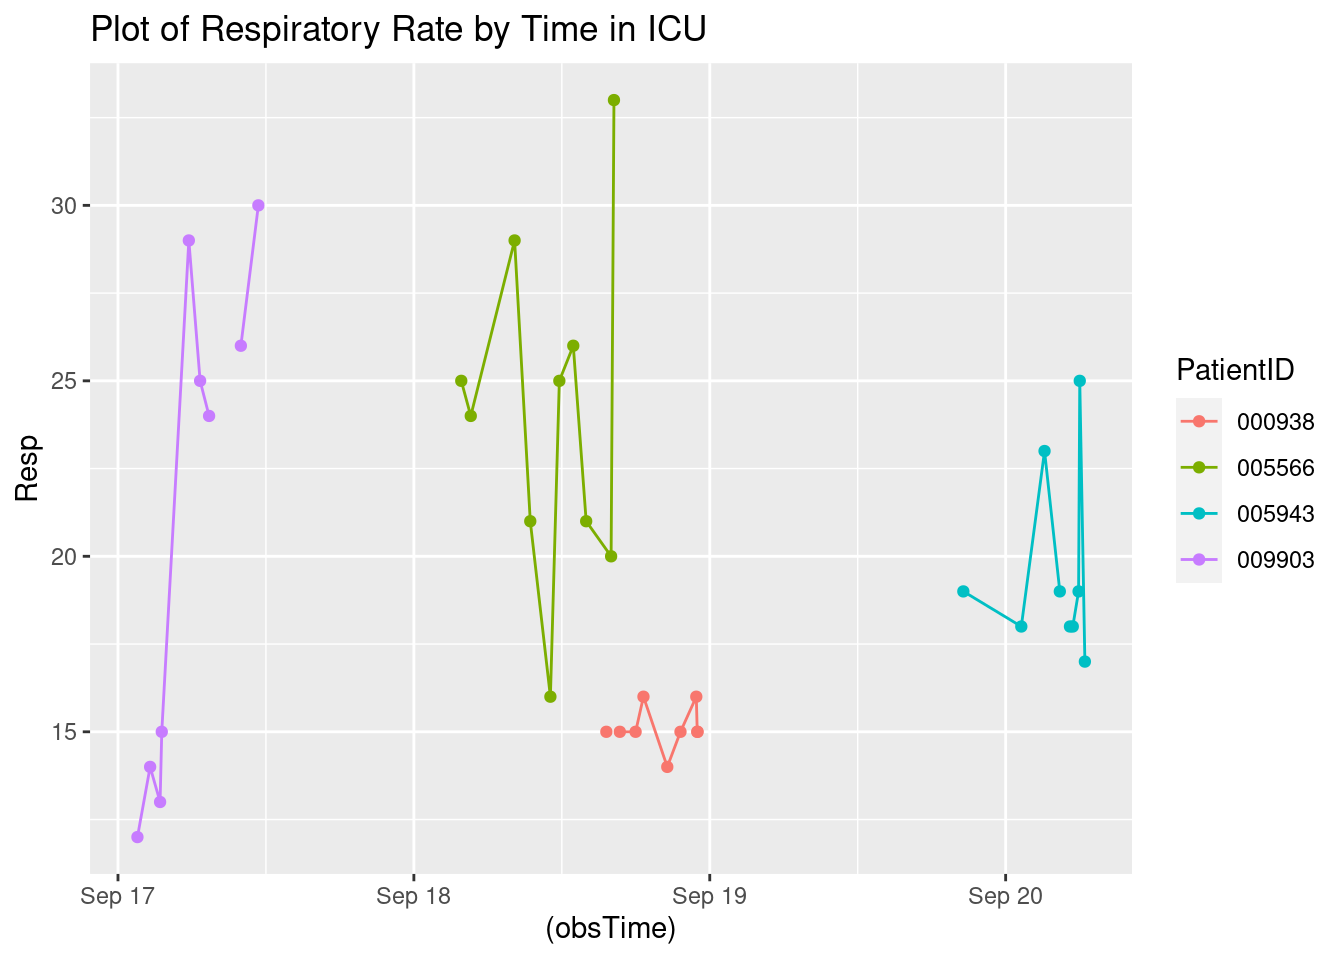 Plot of Respiratory Rate by Time in ICU
30
25
20
15
Resp
Sep 17
Sep 18
Sep 19
Sep 20
(obsTime)
PatientID
000938
005566
005943
009903